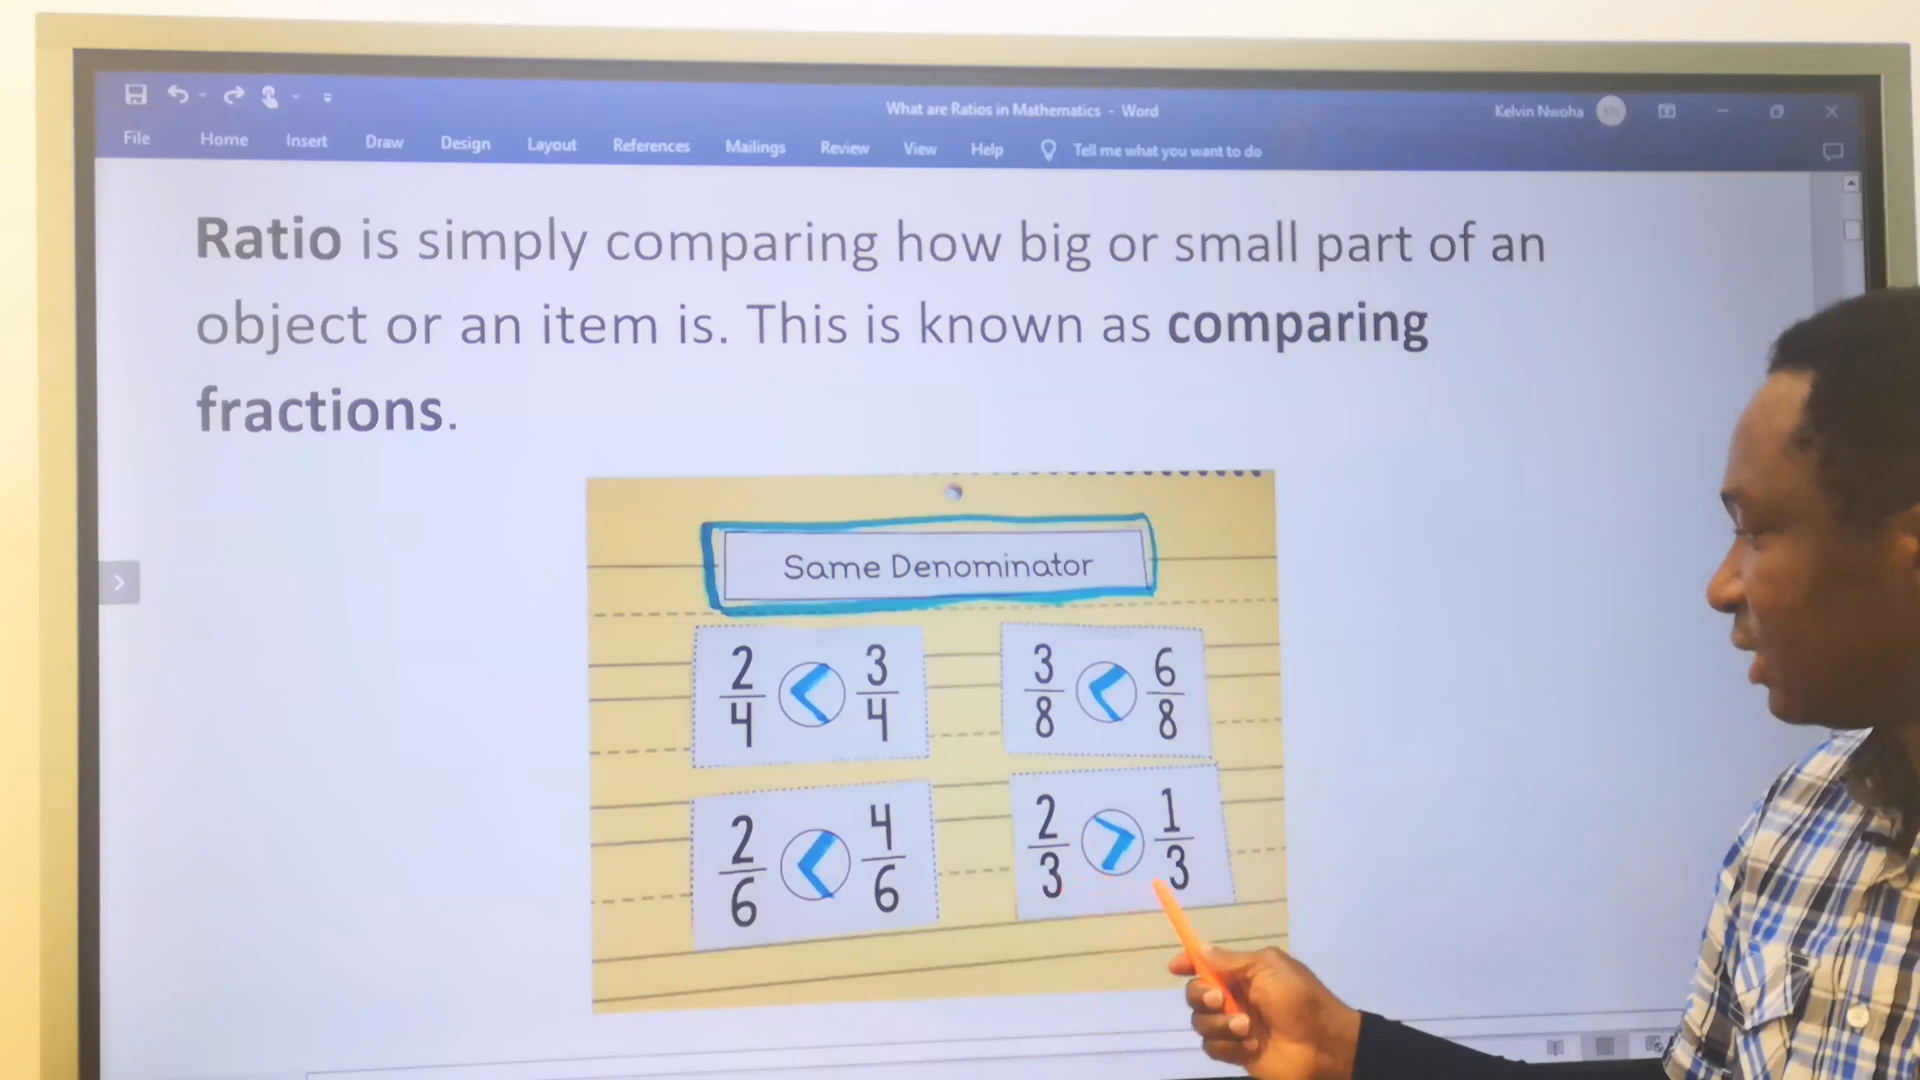 What are Ratios in Mathematics - Word
Kelvin Nwoha
File Home Insert Draw Design Layout References Mailings Review View Help Tell me what you want to do
Ratio is simply comparing how big or small part of an
object or an item is. This is known as comparing
fractions.
Same Denominator
2/4 < 3/4
3/8 < 6/8
2/6 < 4/6
2/3 > 1/3